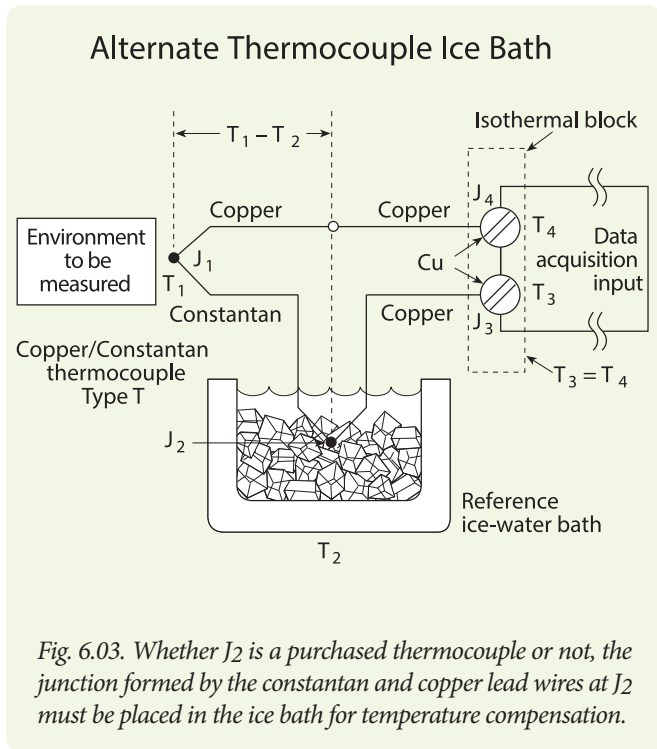 Alternate Thermocouple Ice Bath
T1 – T2
Isothermal block
J4
Copper
Copper
T4
Environment
to be
measured
J1
T1
Cu
Data
acquisition
input
T3
Constantan
Copper
J3
Copper/Constantan
thermocouple
Type T
T3 = T4
J2
Reference
ice-water bath
T2
Fig. 6.03. Whether J2 is a purchased thermocouple or not, the
junction formed by the constantan and copper lead wires at J2
must be placed in the ice bath for temperature compensation.